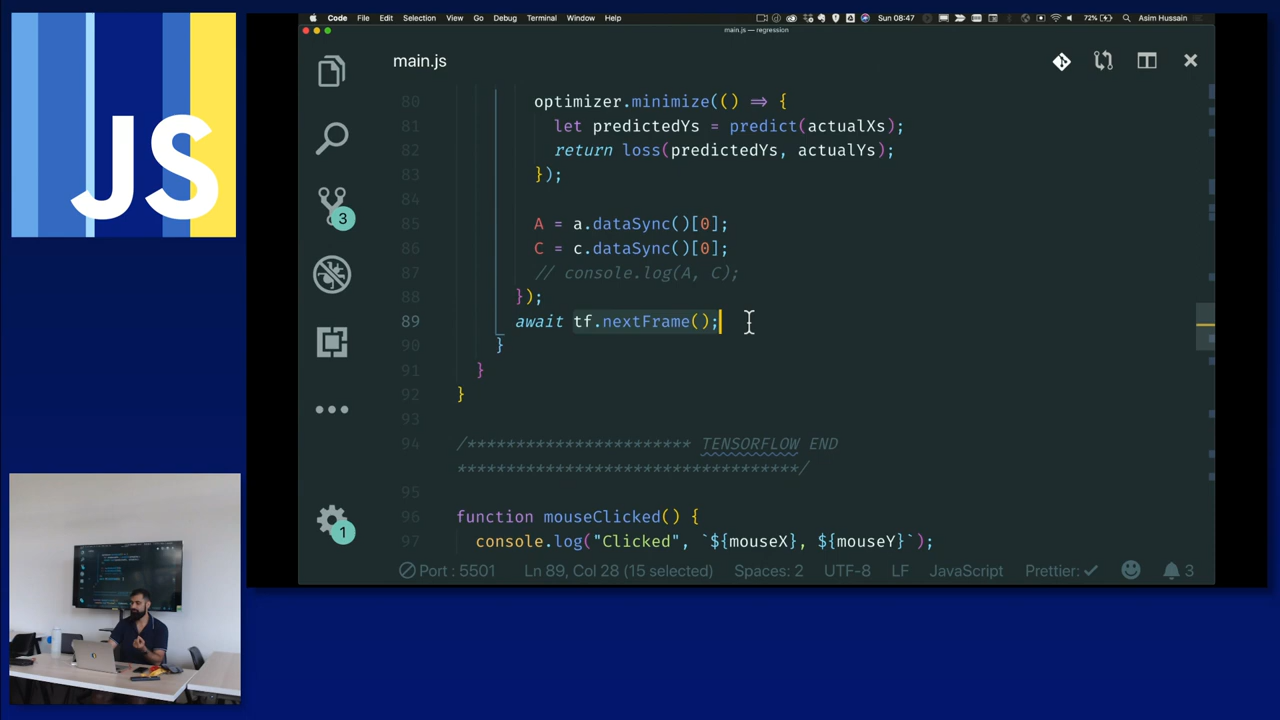 JS
Code File Edit Selection View Go Debug Terminal Window Help Sun 08:47 72% Asim Hussain
main.js — regression
main.js
80 optimizer.minimize(() => {
81 let predictedYs = predict(actualXs);
82 return loss(predictedYs, actualYs);
83 });
84
85 A = a.dataSync()[0];
86 C = c.dataSync()[0];
87 // console.log(A, C);
88 });
89 await tf.nextFrame();
90 }
91 }
92 }
93
94 /*********************** TENSORFLOW END
***********************************/
95
96 function mouseClicked() {
97 console.log("Clicked", `${mouseX}, ${mouseY}`);
3
1
Port : 5501 Ln 89, Col 28 (15 selected) Spaces: 2 UTF-8 LF JavaScript Prettier: ✓ 3